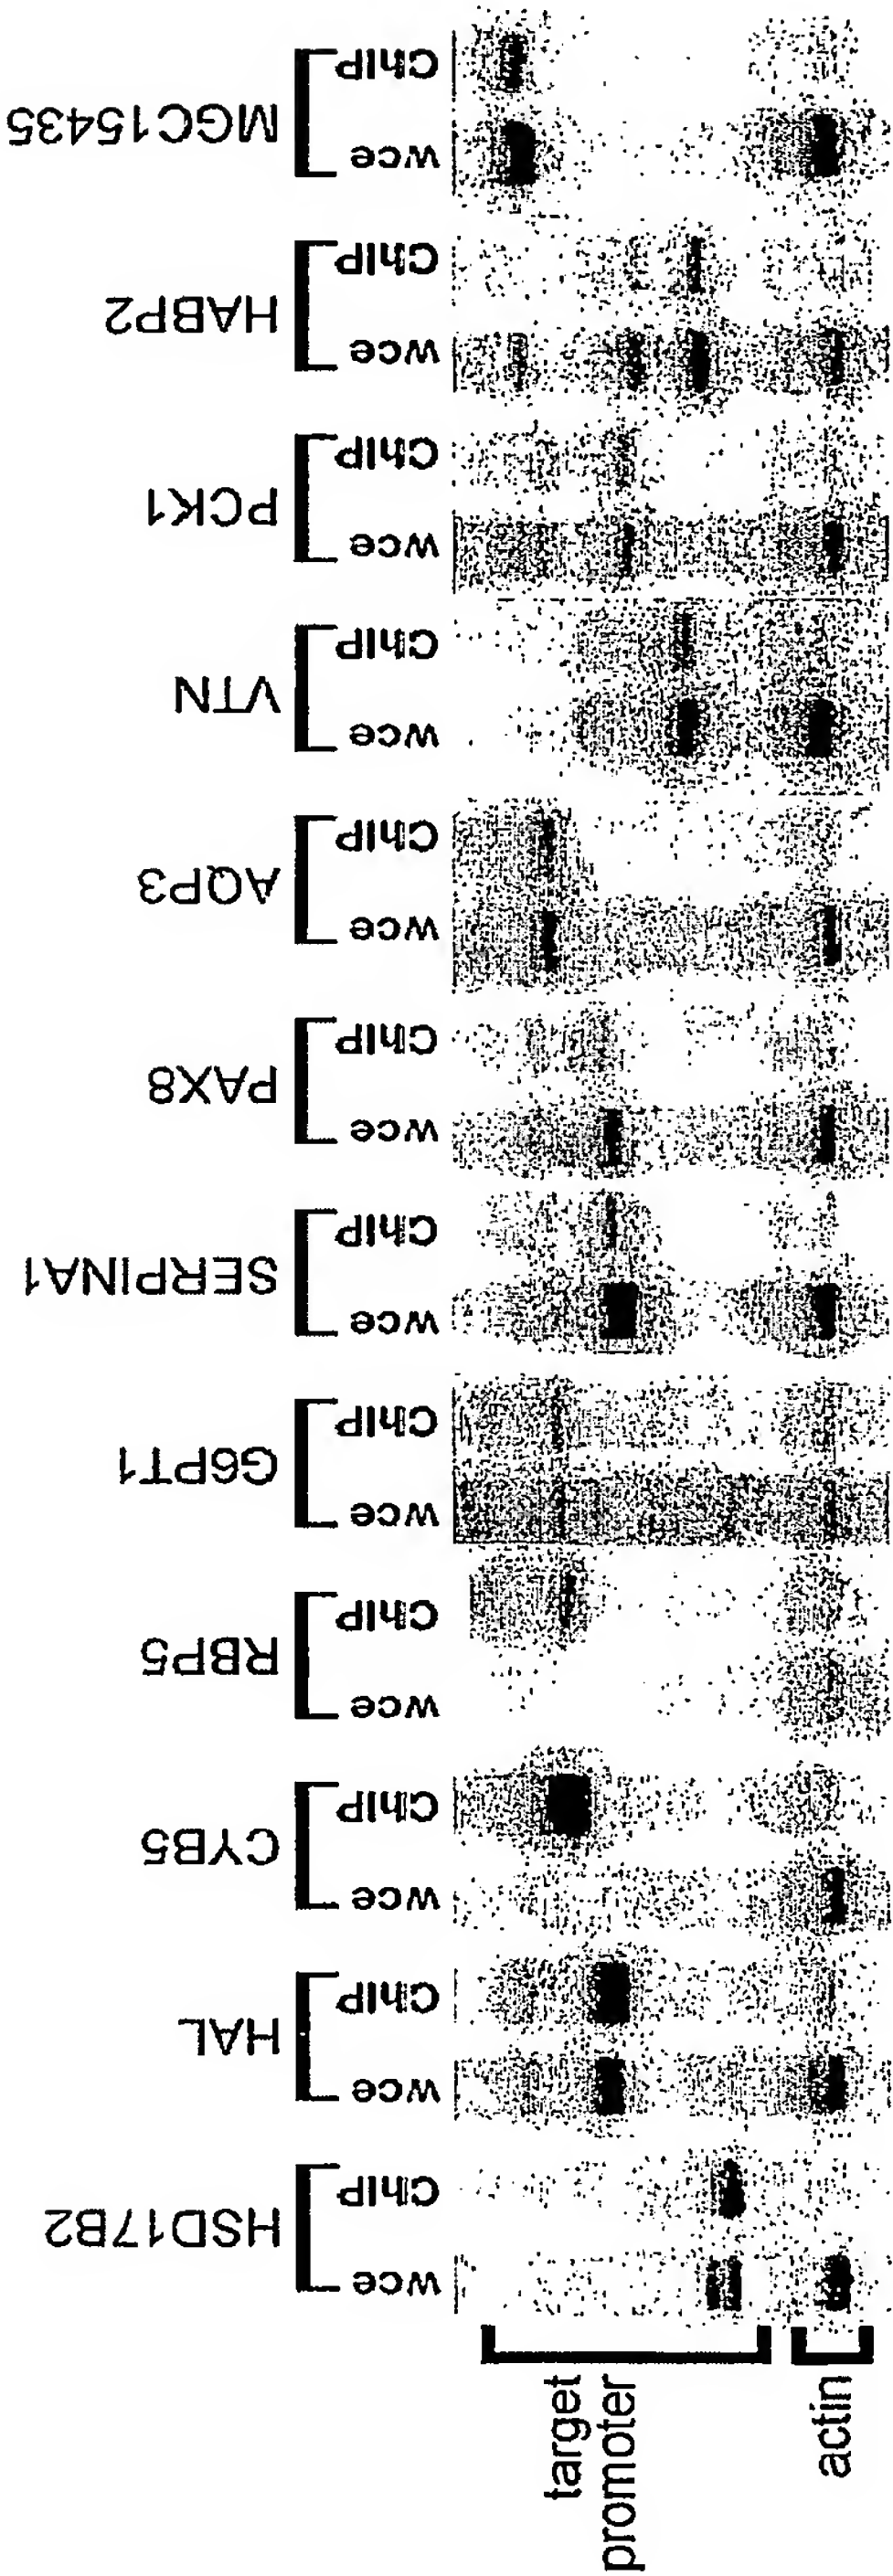 MGC15435
wce ChIP
HABP2
wce ChIP
PCK1
wce ChIP
VTN
wce ChIP
AQP3
wce ChIP
PAX8
wce ChIP
SERPINA1
wce ChIP
G6PT1
wce ChIP
RBP5
wce ChIP
CYB5
wce ChIP
HAL
wce ChIP
HSD17B2
wce ChIP
target
promoter
actin